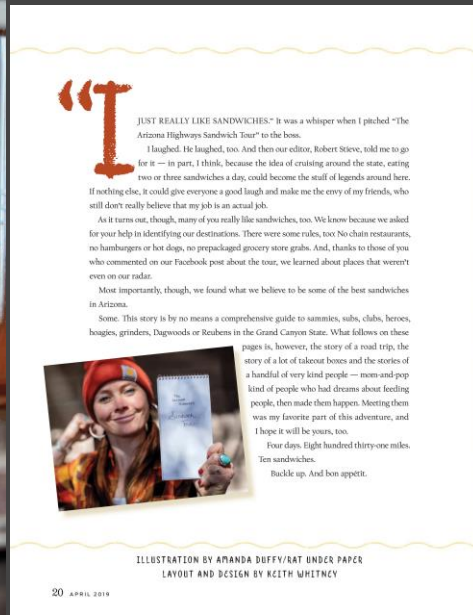 “I
JUST REALLY LIKE SANDWICHES.” It was a whisper when I pitched “The
Arizona Highways Sandwich Tour” to the boss.
I laughed. He laughed, too. And then our editor, Robert Stieve, told me to go
for it — in part, I think, because the idea of cruising around the state, eating
two or three sandwiches a day, could become the stuff of legends around here.
If nothing else, it could give everyone a good laugh and make me the envy of my friends, who
still don't really believe that my job is an actual job.
As it turns out, though, many of you really like sandwiches, too. We know because we asked
for your help in identifying our destinations. There were some rules, too: No chain restaurants,
no hamburgers or hot dogs, no prepackaged grocery store grabs. And, thanks to those of you
who commented on our Facebook post about the tour, we learned about places that weren't
even on our radar.
Most importantly, though, we found what we believe to be some of the best sandwiches
in Arizona.
Some. This story is by no means a comprehensive guide to sammies, subs, clubs, heroes,
hoagies, grinders, Dagwoods or Reubens in the Grand Canyon State. What follows on these
pages is, however, the story of a road trip, the
story of a lot of takeout boxes and the stories of
a handful of very kind people — mom-and-pop
kind of people who had dreams about feeding
people, then made them happen. Meeting them
was my favorite part of this adventure, and
I hope it will be yours, too.
Four days. Eight hundred thirty-one miles.
Ten sandwiches.
Buckle up. And bon appétit.
ILLUSTRATION BY AMANDA DUFFY/RAT UNDER PAPER
LAYOUT AND DESIGN BY KEITH WHITNEY
20 APRIL 2019